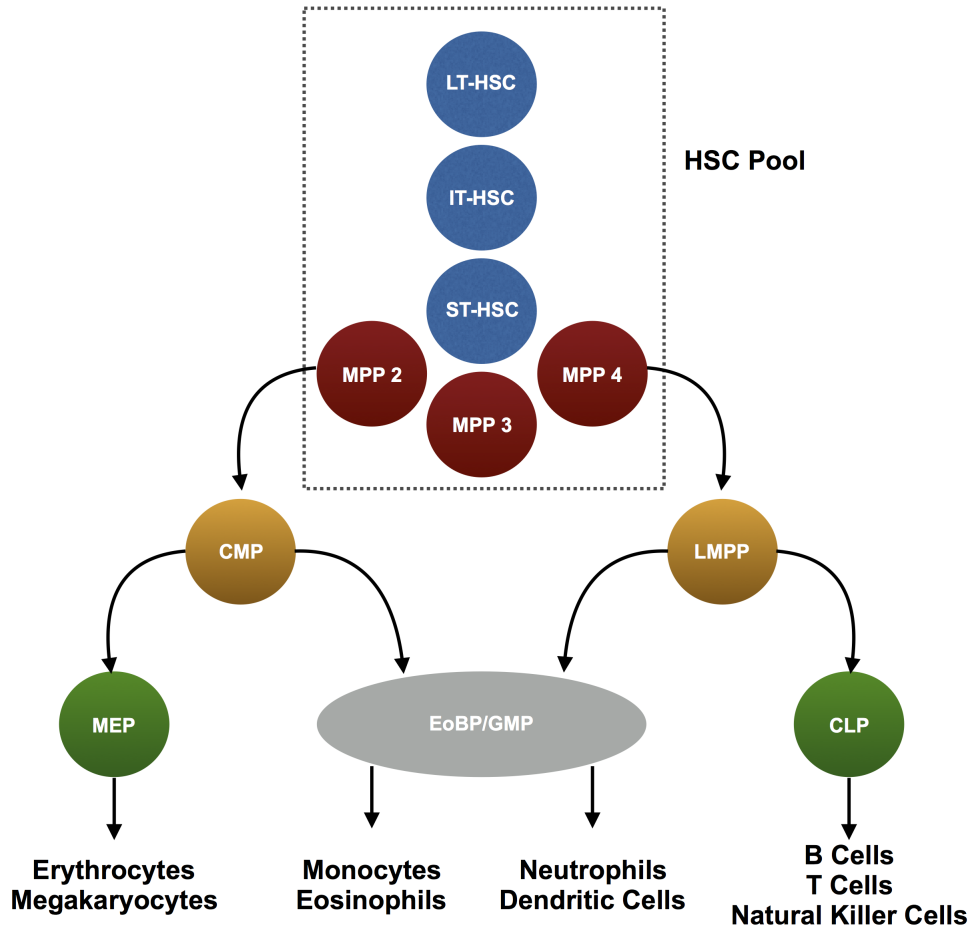 LT-HSC
HSC Pool
IT-HSC
ST-HSC
MPP 2
MPP 4
MPP 3
CMP
LMPP
MEP
EoBP/GMP
CLP
Erythrocytes
Megakaryocytes
Monocytes
Eosinophils
Neutrophils
Dendritic Cells
B Cells
T Cells
Natural Killer Cells